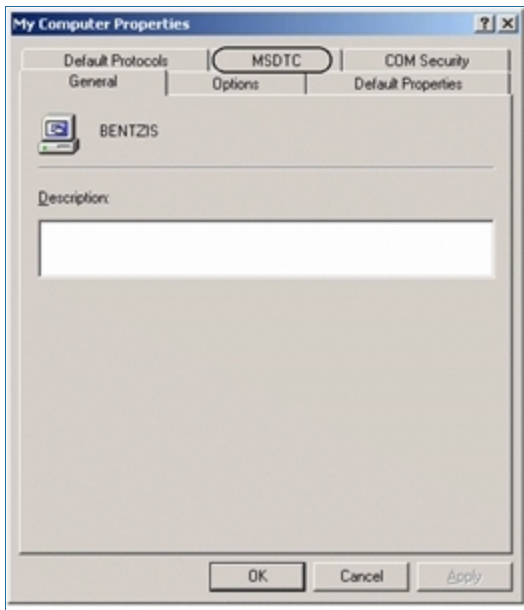 My Computer Properties
Default Protocols MSDTC COM Security
General Options Default Properties
BENTZIS
Description:
OK Cancel Apply